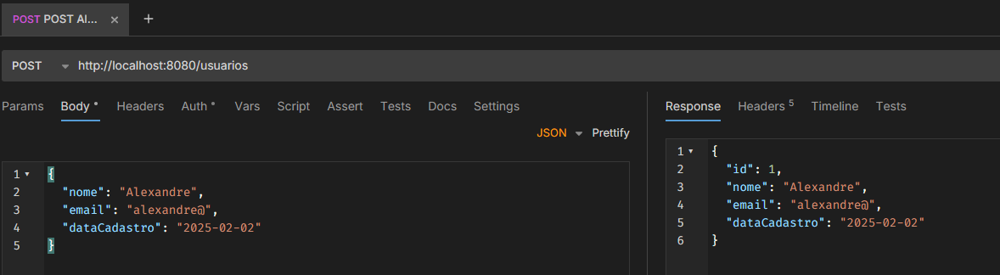 POST POST Al... × +
POST http://localhost:8080/usuarios
Params Body Headers Auth Vars Script Assert Tests Docs Settings
JSON Prettify
1 {
2 "nome": "Alexandre",
3 "email": "alexandre@",
4 "dataCadastro": "2025-02-02"
5 }
Response Headers 5 Timeline Tests
1 {
2 "id": 1,
3 "nome": "Alexandre",
4 "email": "alexandre@",
5 "dataCadastro": "2025-02-02"
6 }